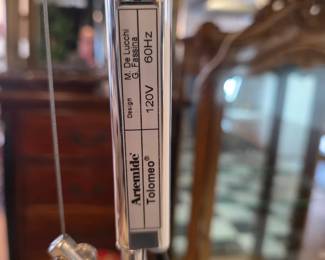 Artemide®
Tolomeo®
Design
M. De Lucchi
G. Fassina
120V
60Hz